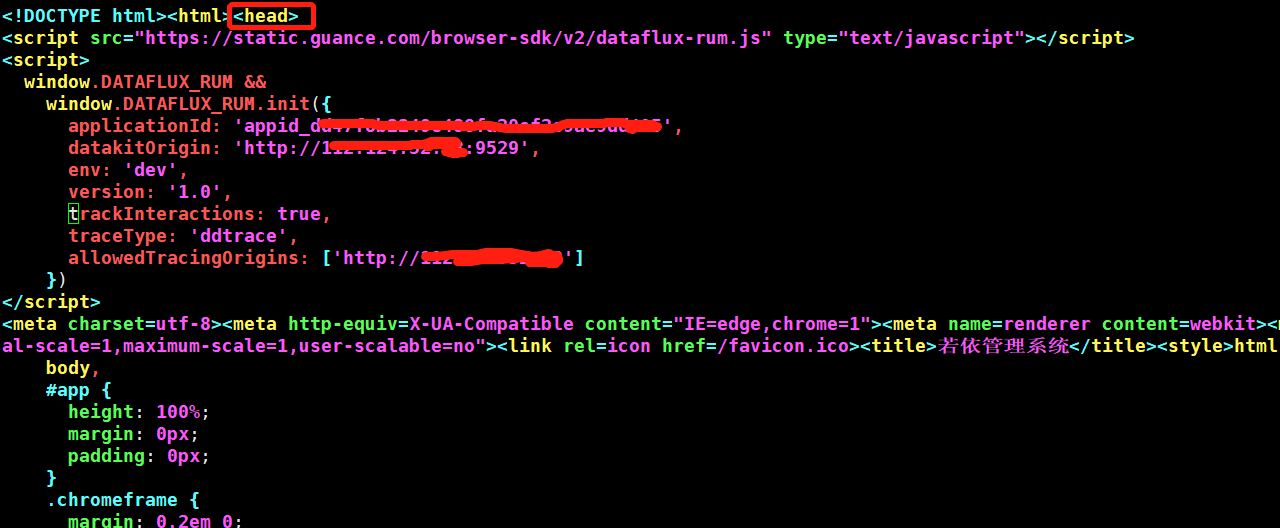 <!DOCTYPE html><html><head>
<script src="https://static.guance.com/browser-sdk/v2/dataflux-rum.js" type="text/javascript"></script>
<script>
  window.DATAFLUX_RUM &&
    window.DATAFLUX_RUM.init({
      applicationId: 'appid_
      datakitOrigin: 'http:// :9529',
      env: 'dev',
      version: '1.0',
      trackInteractions: true,
      traceType: 'ddtrace',
      allowedTracingOrigins: ['http:// ']
    })
</script>
<meta charset=utf-8><meta http-equiv=X-UA-Compatible content="IE=edge,chrome=1"><meta name=renderer content=webkit><
al-scale=1,maximum-scale=1,user-scalable=no"><link rel=icon href=/favicon.ico><title>若依管理系统</title><style>html
    body,
    #app {
      height: 100%;
      margin: 0px;
      padding: 0px;
    }
    .chromeframe {
      margin: 0.2em 0;